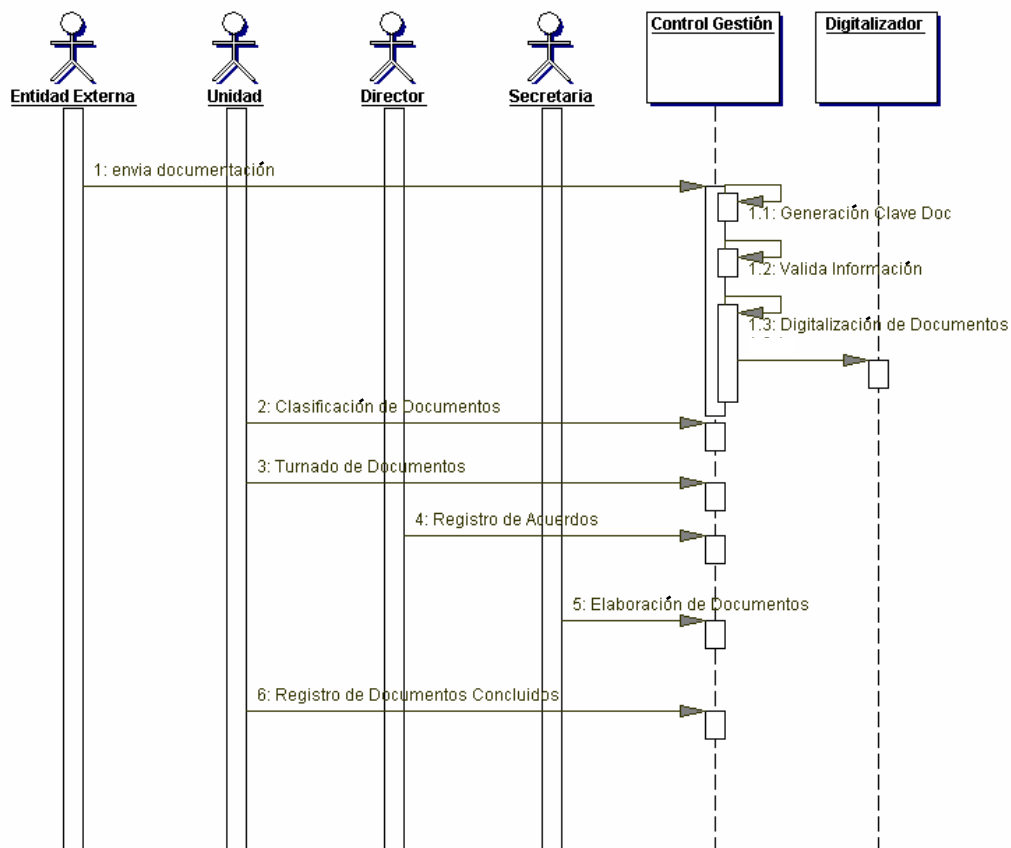 Control Gestión
Digitalizador
Entidad Externa
Unidad
Director
Secretaria
1: envia documentación
1.1: Generación Clave Doc
1.2: Valida Información
1.3: Digitalización de Documentos
2: Clasificación de Documentos
3: Turnado de Documentos
4: Registro de Acuerdos
5: Elaboración de Documentos
6: Registro de Documentos Concluidos